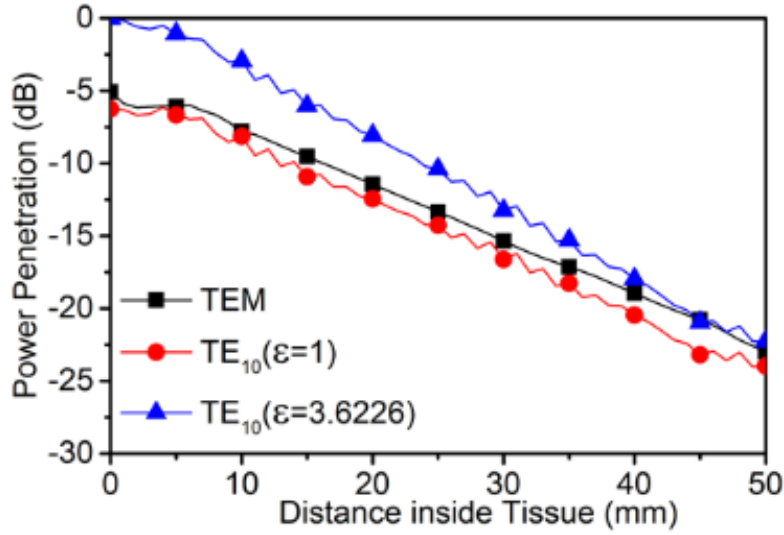 Power Penetration (dB)
0
-5
-10
-15
-20
-25
-30
TEM
TE₁₀(ε=1)
TE₁₀(ε=3.6226)
0 10 20 30 40 50
Distance inside Tissue (mm)